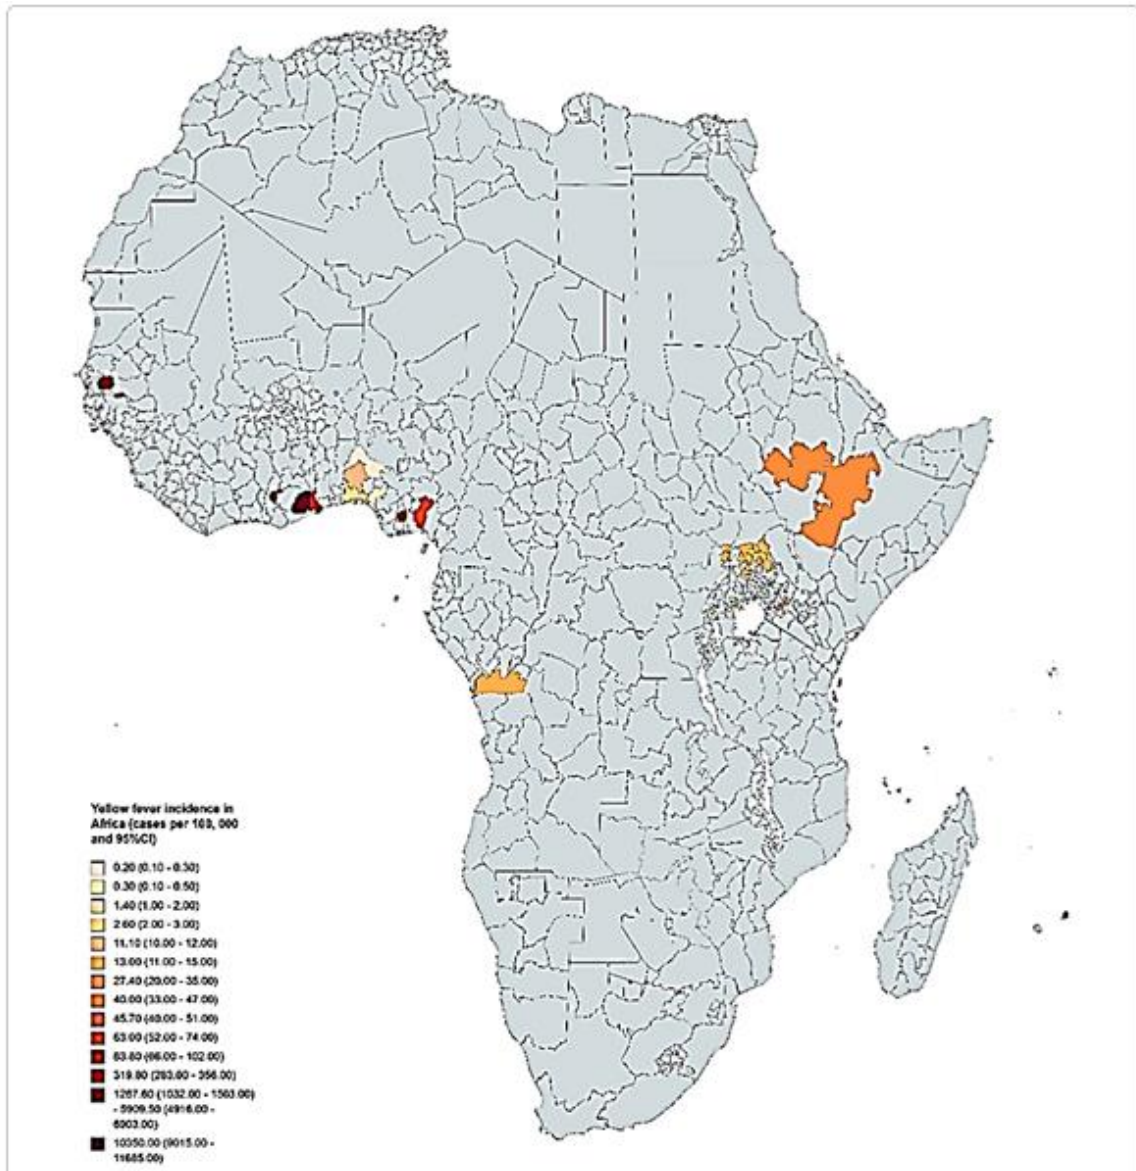 Yellow fever incidence in
Africa (cases per 100, 000
and 95%CI)
0.20 (0.10 - 0.30)
0.30 (0.10 - 0.50)
1.40 (1.00 - 2.00)
2.60 (2.00 - 3.00)
11.10 (10.00 - 12.00)
13.00 (11.00 - 15.00)
27.40 (20.00 - 35.00)
40.00 (33.00 - 47.00)
45.70 (40.00 - 51.00)
63.00 (52.00 - 74.00)
83.80 (66.00 - 102.00)
319.80 (283.00 - 356.00)
1267.60 (1032.00 - 1503.00)
- 5909.50 (4916.00 -
6903.00)
10350.00 (9015.00 -
11685.00)